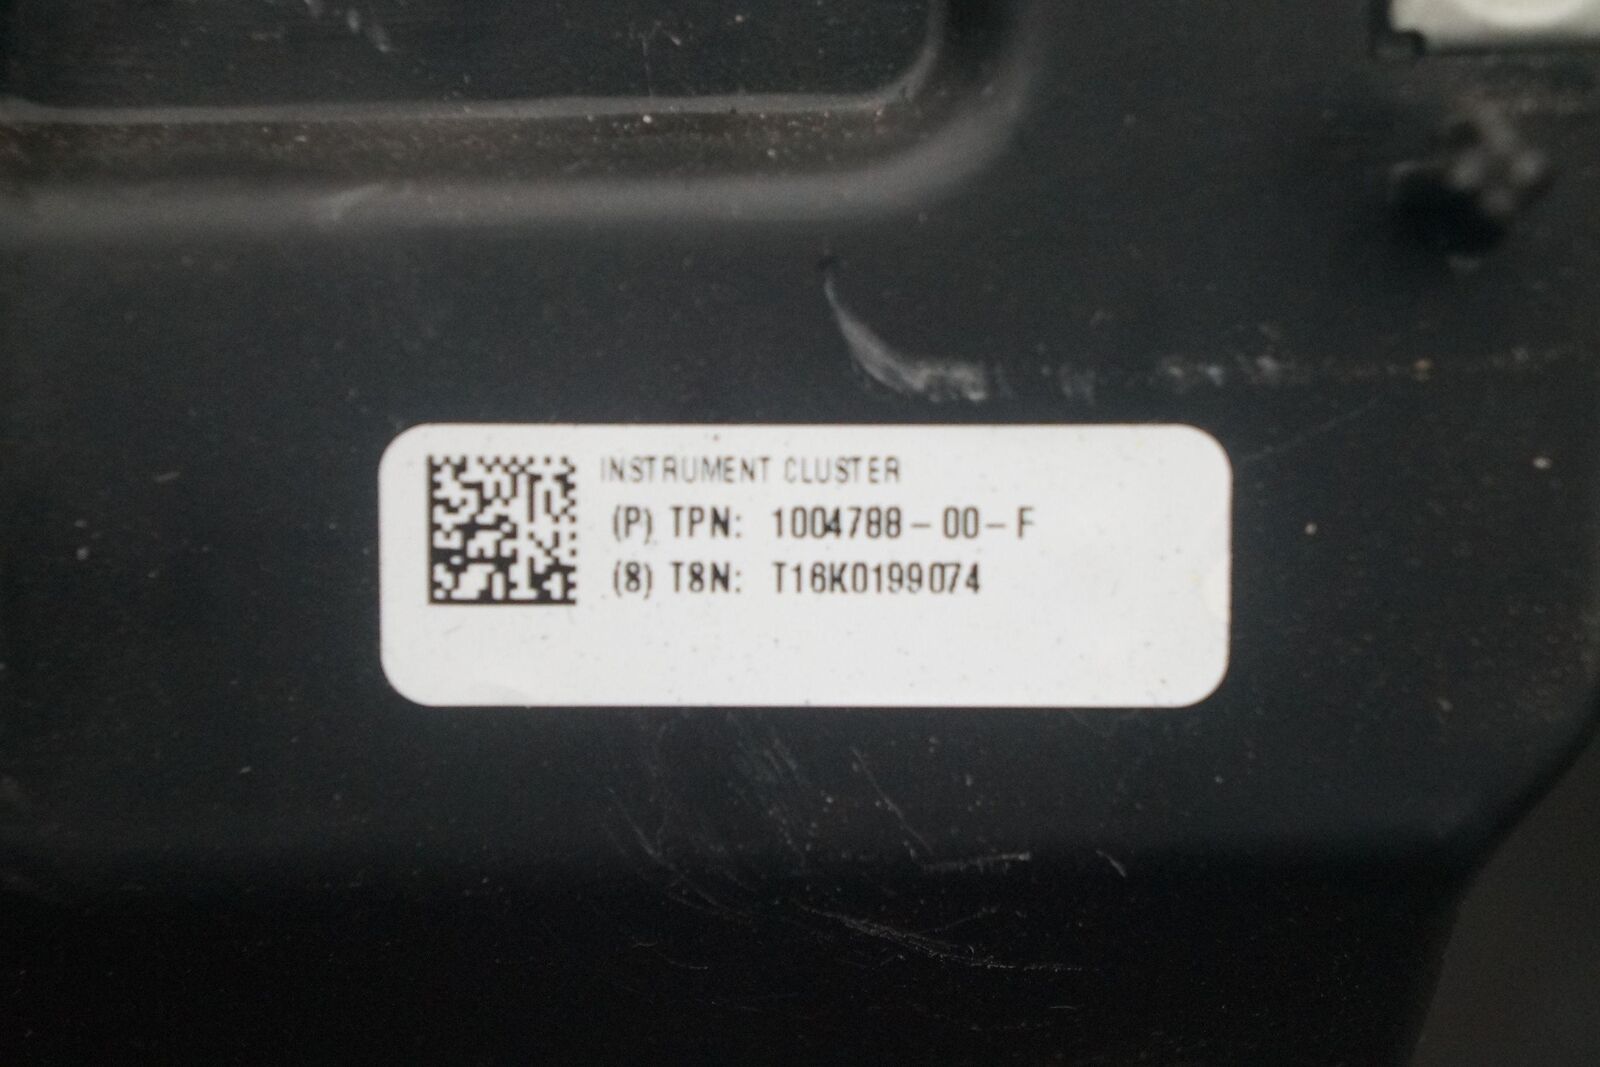 INSTRUMENT CLUSTER
(P) TPN: 1004788-00-F
(8) T8N: T16K0199074